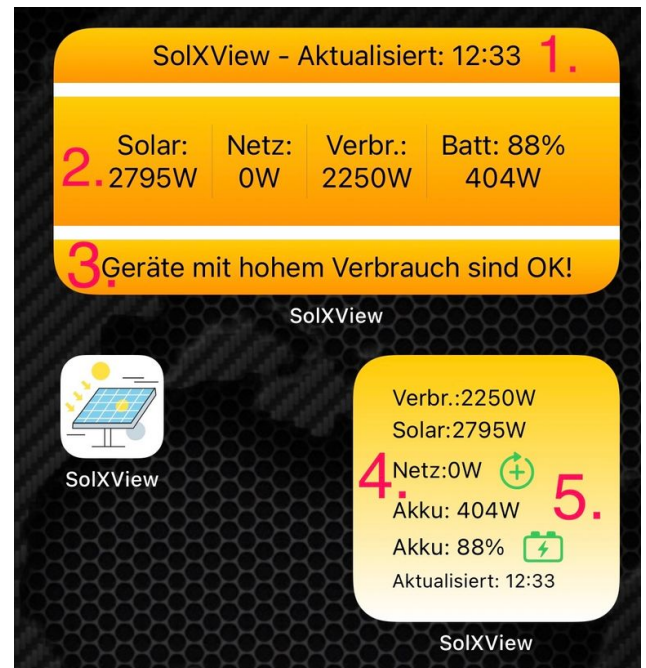 SolXView - Aktualisiert: 12:33 1.
2. Solar: Netz: Verbr.: Batt: 88%
2795W 0W 2250W 404W
3. Geräte mit hohem Verbrauch sind OK!
SolXView
SolXView
Verbr.:2250W
Solar:2795W
4. Netz:0W
5.
Akku: 404W
Akku: 88%
Aktualisiert: 12:33
SolXView